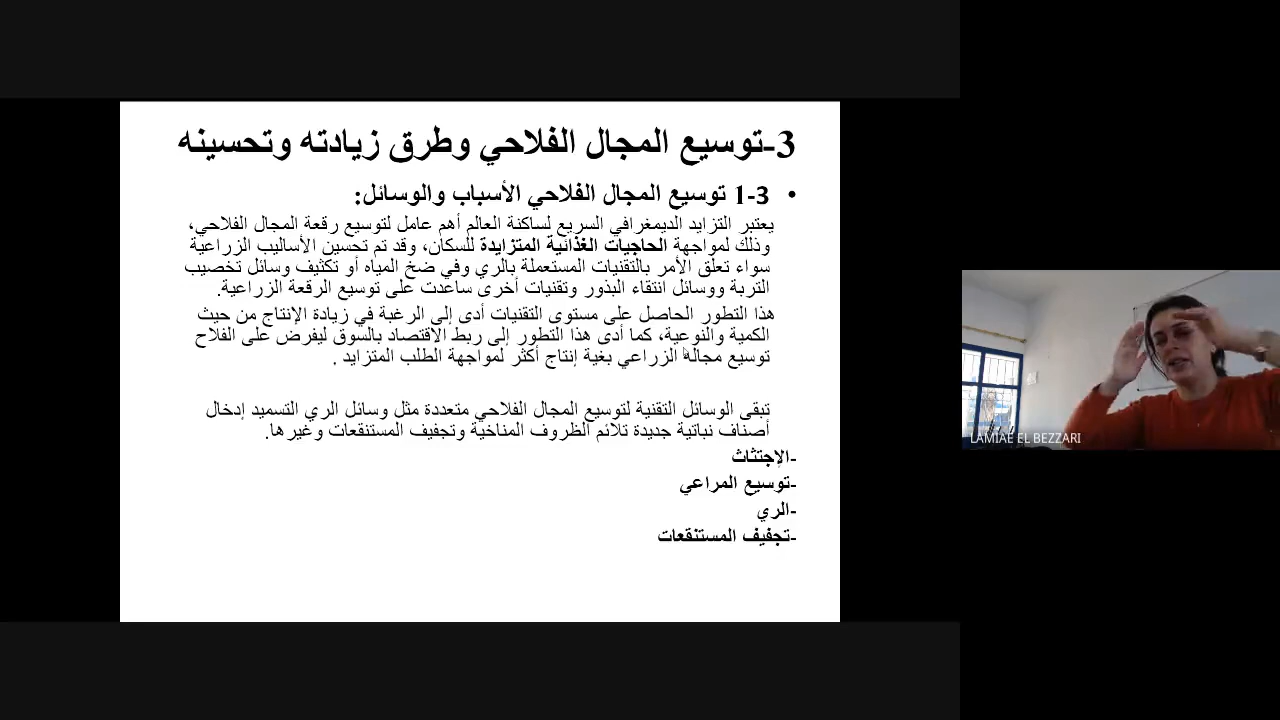 3-توسيع المجال الفلاحي وطرق زيادته وتحسينه
• 3-1 توسيع المجال الفلاحي الأسباب والوسائل:
يعتبر التزايد الديمغرافي السريع لساكنة العالم أهم عامل لتوسيع رقعة المجال الفلاحي،
وذلك لمواجهة الحاجيات الغذائية المتزايدة للسكان، وقد تم تحسين الأساليب الزراعية
سواء تعلق الأمر بالتقنيات المستعملة بالري وفي ضخ المياه أو تكثيف وسائل تخصيب
التربة ووسائل انتقاء البذور وتقنيات أخرى ساعدت على توسيع الرقعة الزراعية.
هذا التطور الحاصل على مستوى التقنيات أدى إلى الرغبة في زيادة الإنتاج من حيث
الكمية والنوعية، كما أدى هذا التطور إلى ربط الاقتصاد بالسوق ليفرض على الفلاح
توسيع مجاله الزراعي بغية إنتاج أكثر لمواجهة الطلب المتزايد .
تبقى الوسائل التقنية لتوسيع المجال الفلاحي متعددة مثل وسائل الري التسميد إدخال
أصناف نباتية جديدة تلائم الظروف المناخية وتجفيف المستنقعات وغيرها.
-الإجتثاث
-توسيع المراعي
-الري
-تجفيف المستنقعات
LAMIAE EL BEZZARI